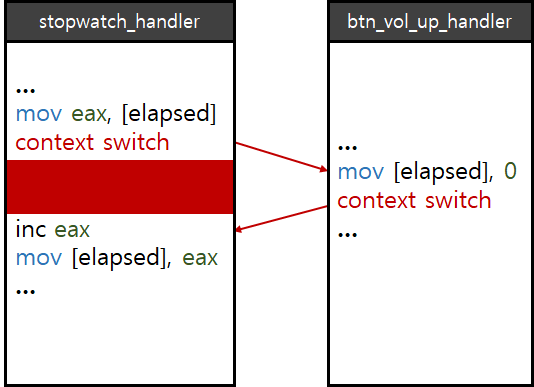 stopwatch_handler
...
mov eax, [elapsed]
context switch
inc eax
mov [elapsed], eax
...
btn_vol_up_handler
...
mov [elapsed], 0
context switch
...